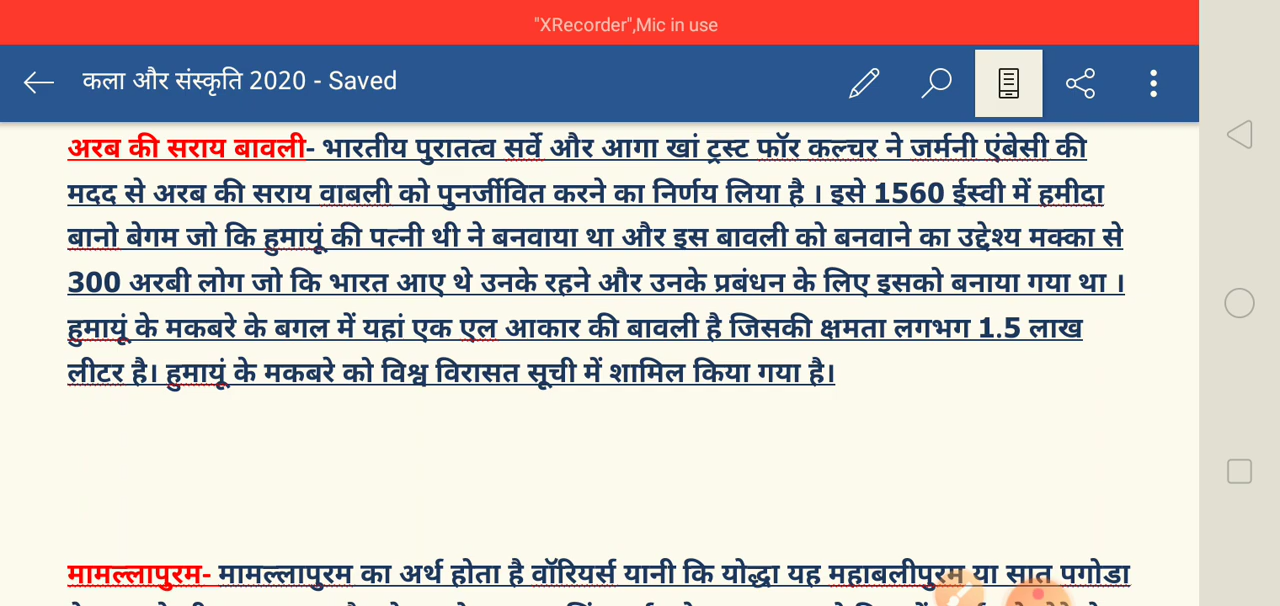 "XRecorder",Mic in use
कला और संस्कृति 2020 - Saved
अरब की सराय बावली- भारतीय पुरातत्व सर्वे और आगा खां ट्रस्ट फॉर कल्चर ने जर्मनी एंबेसी की
मदद से अरब की सराय वाबली को पुनर्जीवित करने का निर्णय लिया है । इसे 1560 ईस्वी में हमीदा
बानो बेगम जो कि हुमायूं की पत्नी थी ने बनवाया था और इस बावली को बनवाने का उद्देश्य मक्का से
300 अरबी लोग जो कि भारत आए थे उनके रहने और उनके प्रबंधन के लिए इसको बनाया गया था ।
हुमायूं के मकबरे के बगल में यहां एक एल आकार की बावली है जिसकी क्षमता लगभग 1.5 लाख
लीटर है। हुमायूं के मकबरे को विश्व विरासत सूची में शामिल किया गया है।
मामल्लापुरम- मामल्लापुरम का अर्थ होता है वॉरियर्स यानी कि योद्धा यह महाबलीपुरम या सात पगोडा